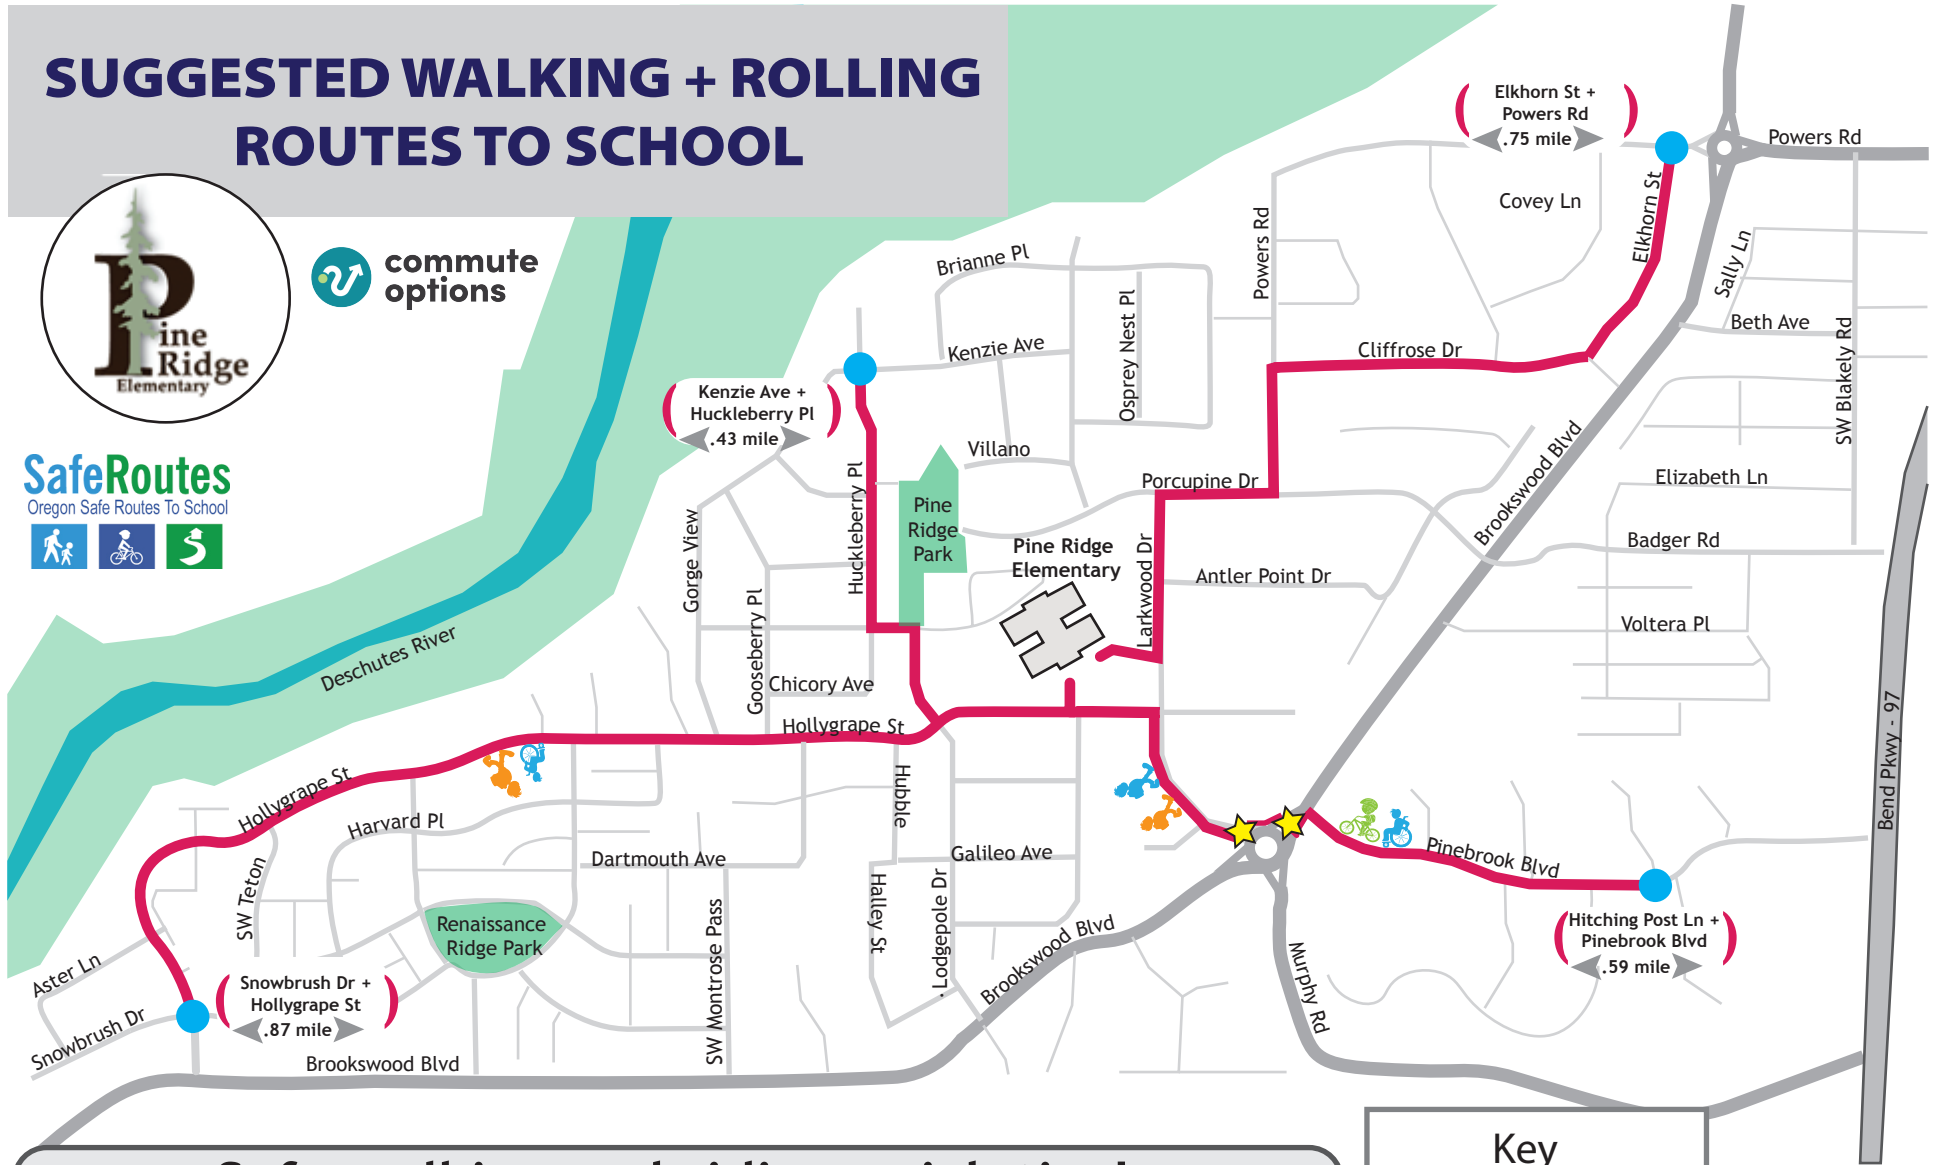 SUGGESTED WALKING + ROLLING
ROUTES TO SCHOOL
Pine
Ridge
Elementary
commute
options
SafeRoutes
Oregon Safe Routes To School
Elkhorn St +
Powers Rd
.75 mile
Powers Rd
Covey Ln
Elkhorn St
Sally Ln
Powers Rd
Brianne Pl
Kenzie Ave
Osprey Nest Pl
Beth Ave
Cliffrose Dr
SW Blakely Rd
Kenzie Ave +
Huckleberry Pl
.43 mile
Villano
Huckleberry Pl
Pine
Ridge
Park
Porcupine Dr
Brookswood Blvd
Elizabeth Ln
Badger Rd
Gorge View
Pine Ridge
Elementary
Larkwood Dr
Antler Point Dr
Voltera Pl
Deschutes River
Gooseberry Pl
Chicory Ave
Hollygrape St
Bend Pkwy - 97
Hollygrape St
Harvard Pl
Hubble
Dartmouth Ave
Galileo Ave
Pinebrook Blvd
SW Teton
Renaissance
Ridge Park
SW Montrose Pass
Halley St
. Lodgepole Dr
Brookswood Blvd
Murphy Rd
Hitching Post Ln +
Pinebrook Blvd
.59 mile
Aster Ln
Snowbrush Dr +
Hollygrape St
.87 mile
Snowbrush Dr
Brookswood Blvd
Key